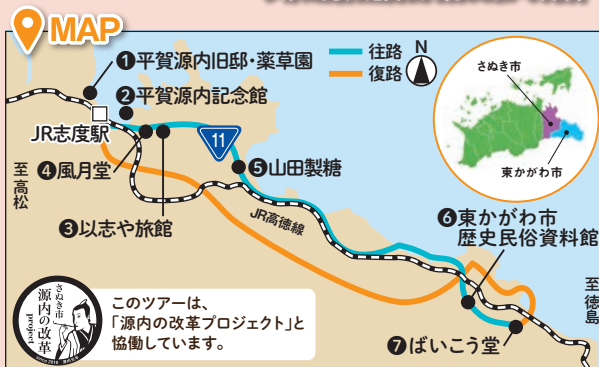 MAP
❶平賀源内旧邸・薬草園
❷平賀源内記念館
往路
復路
N
さぬき市
東かがわ市
JR志度駅
11
❹風月堂
❺山田製糖
至高松
❸以志や旅館
JR高徳線
❻東かがわ市
歴史民俗資料館
至徳島
❼ばいこう堂
さぬき市
源内の改革
project
このツアーは、
「源内の改革プロジェクト」と
協働しています。